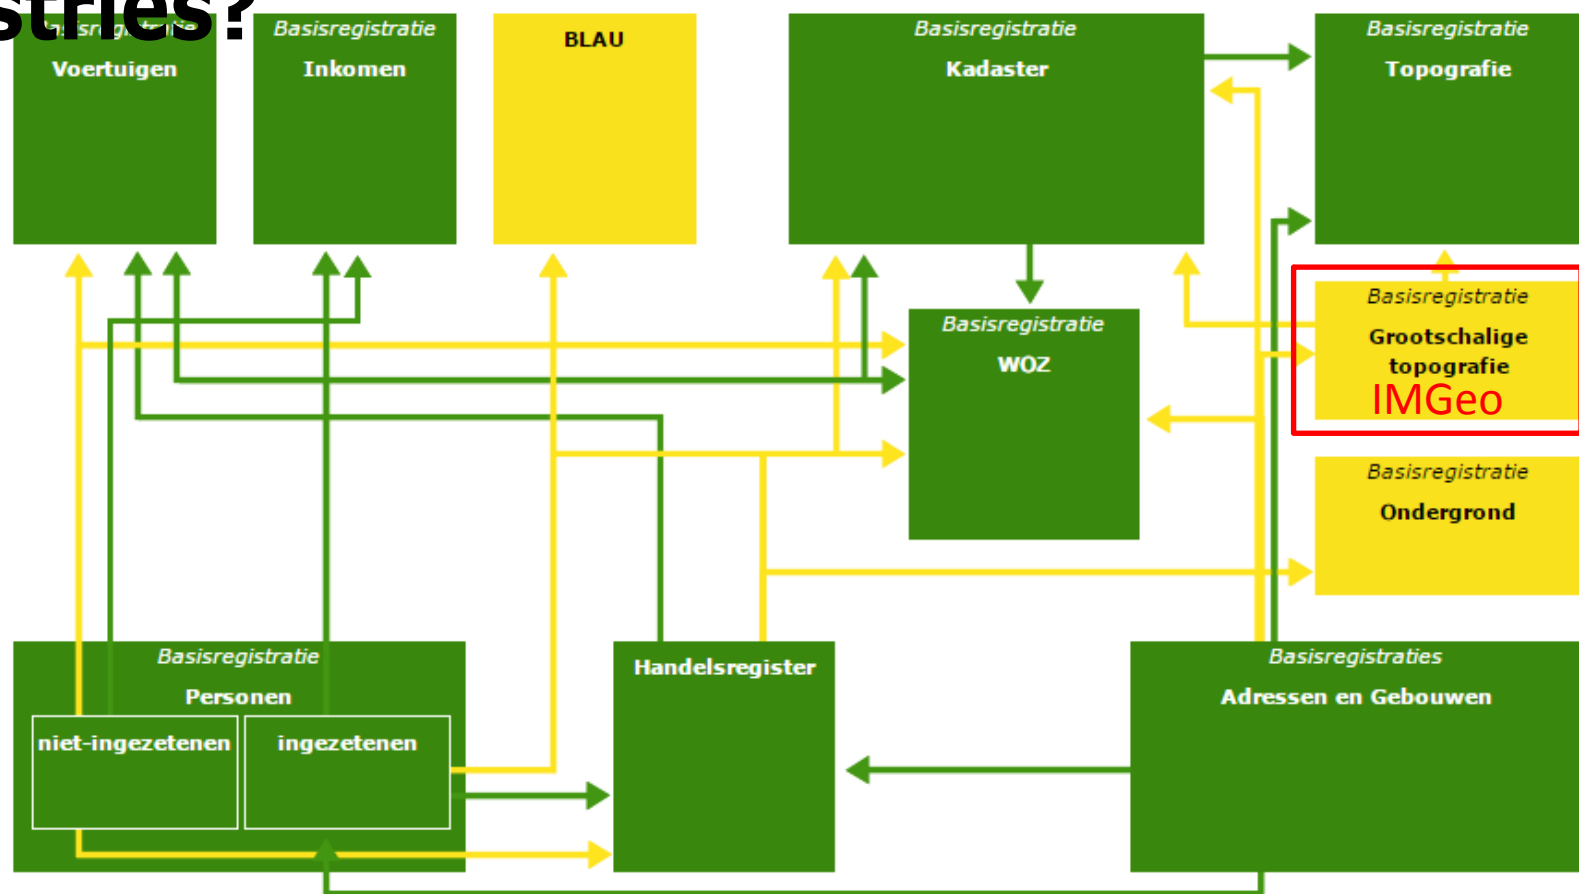 stries?
Basisregistratie
Voertuigen
Basisregistratie
Inkomen
BLAU
Basisregistratie
Kadaster
Basisregistratie
Topografie
Basisregistratie
Grootschalige
topografie
IMGeo
Basisregistratie
WOZ
Basisregistratie
Ondergrond
Basisregistratie
Personen
niet-ingezetenen
ingezetenen
Handelsregister
Basisregistraties
Adressen en Gebouwen